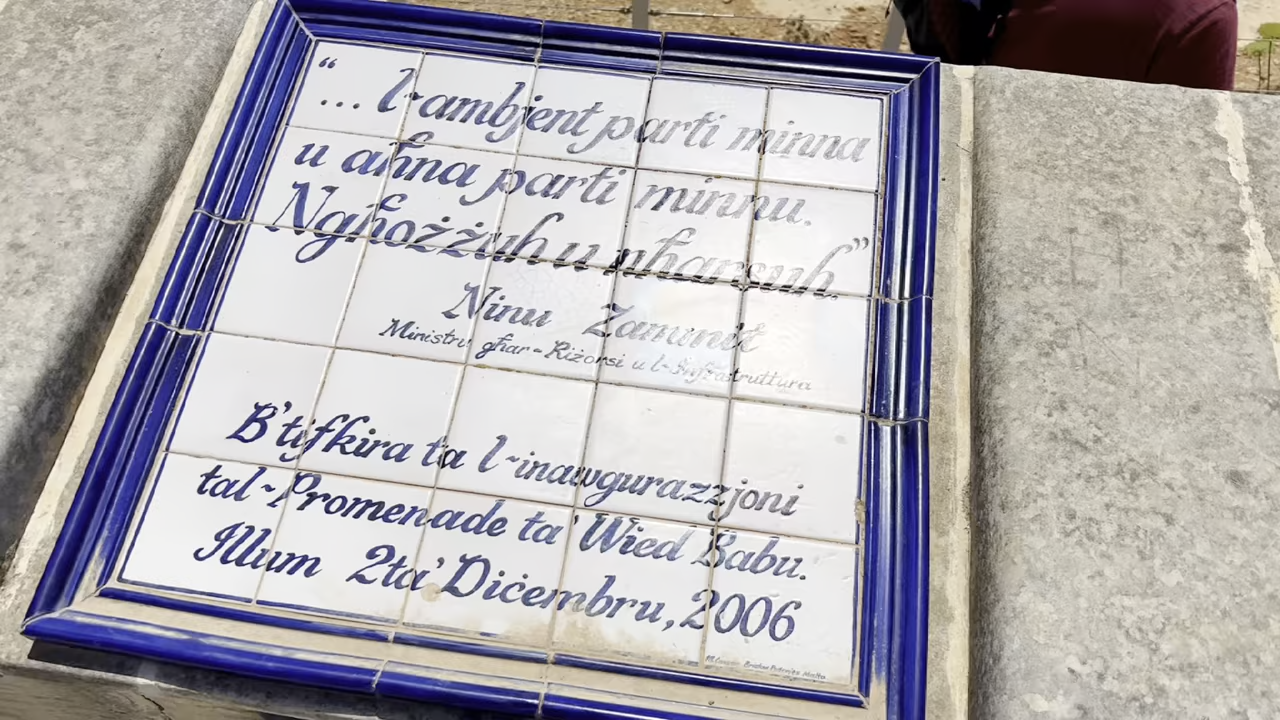 “
... l-ambjent parti minna
u aħna parti minnu.
Ngħożżuh u nħarsuh.”
Ninu Zammit
Ministru għar-Riżorsi u l-Infrastruttura
B'tifkira ta l-inawgurazzjoni
tal-Promenade ta' Wied Babu.
Illum 2 ta' Diċembru, 2006
Malta